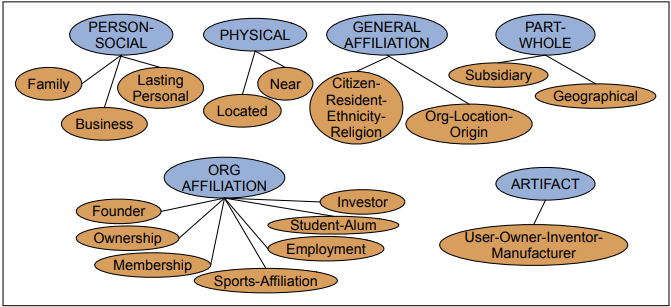 PERSON-
SOCIAL
PHYSICAL
GENERAL
AFFILIATION
PART-
WHOLE
Family
Lasting
Personal
Business
Near
Located
Citizen-
Resident-
Ethnicity-
Religion
Org-Location-
Origin
Subsidiary
Geographical
ORG
AFFILIATION
ARTIFACT
Founder
Ownership
Membership
Sports-Affiliation
Employment
Student-Alum
Investor
User-Owner-Inventor-
Manufacturer